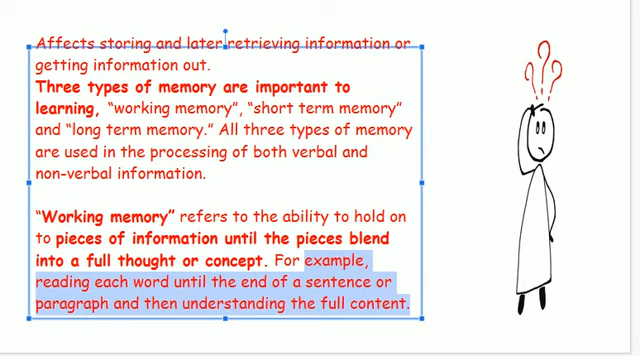 Affects storing and later retrieving information or
getting information out.
Three types of memory are important to
learning, “working memory”, “short term memory”
and “long term memory.” All three types of memory
are used in the processing of both verbal and
non-verbal information.
“Working memory” refers to the ability to hold on
to pieces of information until the pieces blend
into a full thought or concept. For example,
reading each word until the end of a sentence or
paragraph and then understanding the full content.
???